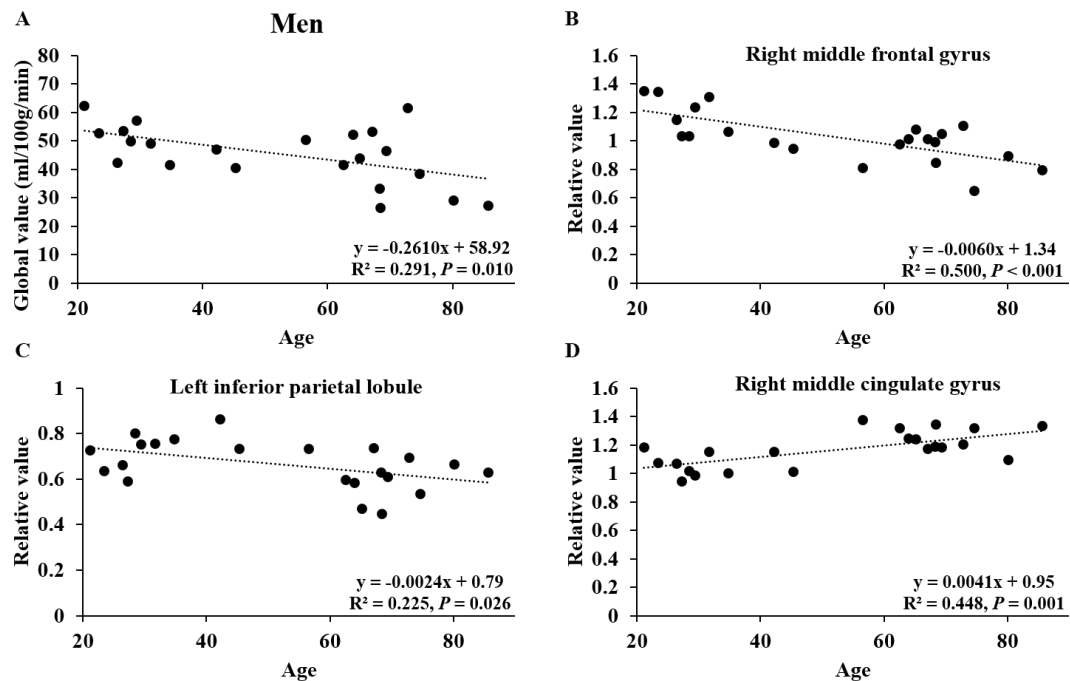 A
Men
Global value (ml/100g/min)
80
70
60
50
40
30
20
10
0
20
40
60
80
Age
y = -0.2610x + 58.92
R² = 0.291, P = 0.010
B
Right middle frontal gyrus
Relative value
1.6
1.4
1.2
1
0.8
0.6
0.4
0.2
0
20
40
60
80
Age
y = -0.0060x + 1.34
R² = 0.500, P < 0.001
C
Left inferior parietal lobule
Relative value
1
0.8
0.6
0.4
0.2
0
20
40
60
80
Age
y = -0.0024x + 0.79
R² = 0.225, P = 0.026
D
Right middle cingulate gyrus
Relative value
1.6
1.4
1.2
1
0.8
0.6
0.4
0.2
0
20
40
60
80
Age
y = 0.0041x + 0.95
R² = 0.448, P = 0.001